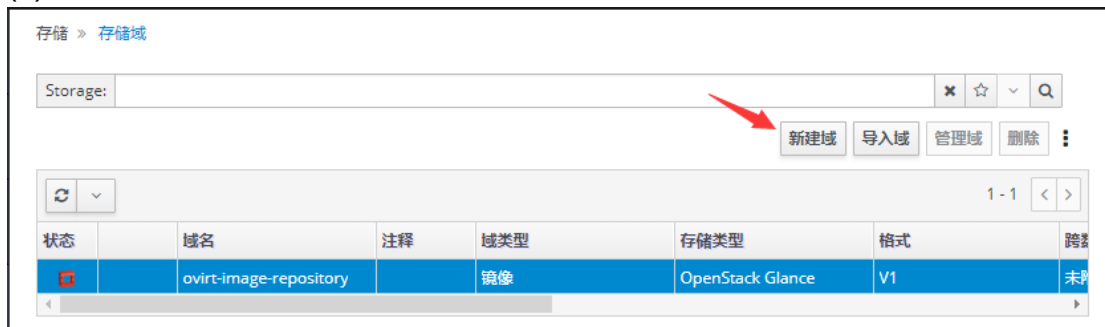 存储 » 存储域
Storage:
新建域 导入域 管理域 删除
1 - 1
状态 域名 注释 域类型 存储类型 格式
ovirt-image-repository 镜像 OpenStack Glance V1